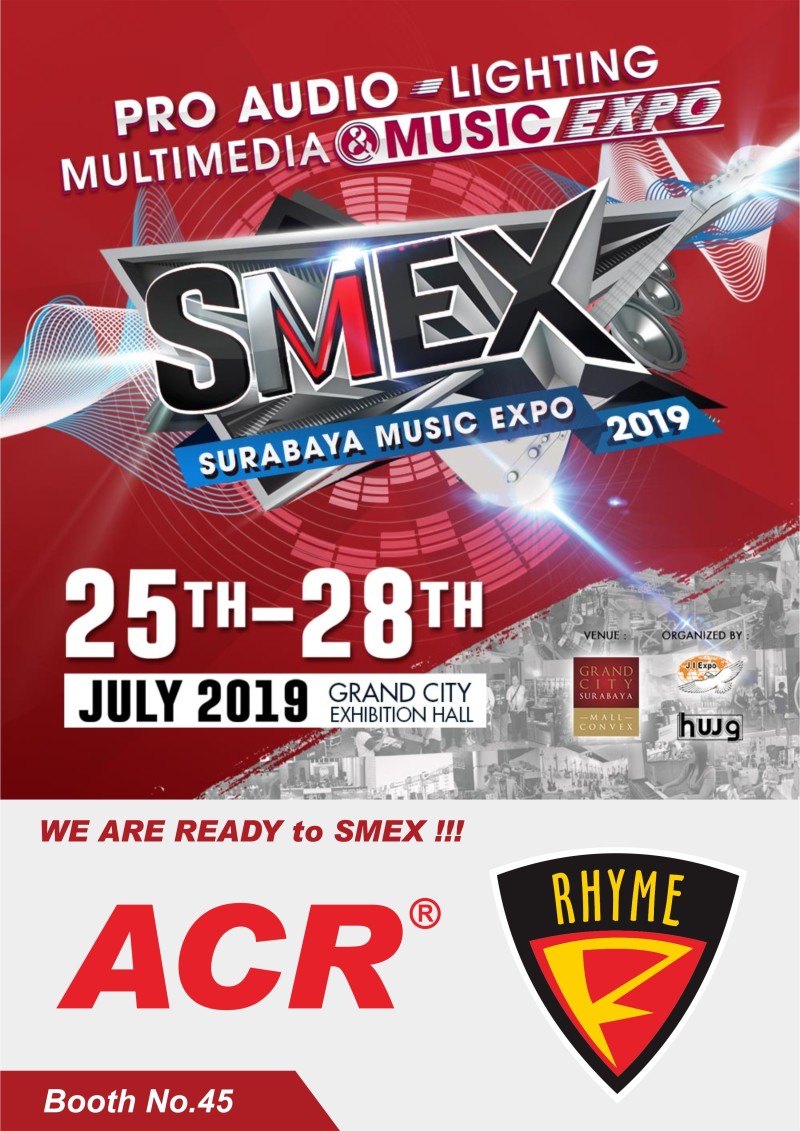 PRO AUDIO LIGHTING
MULTIMEDIA & MUSIC EXPO
SMEX
SURABAYA MUSIC EXPO 2019
25TH-28TH
JULY 2019
GRAND CITY
EXHIBITION HALL
VENUE :
GRAND
CITY
SURABAYA
MALL
CONVEX
ORGANIZED BY :
JIExpo
hwg
WE ARE READY to SMEX !!!
ACR®
RHYME
R
Booth No.45